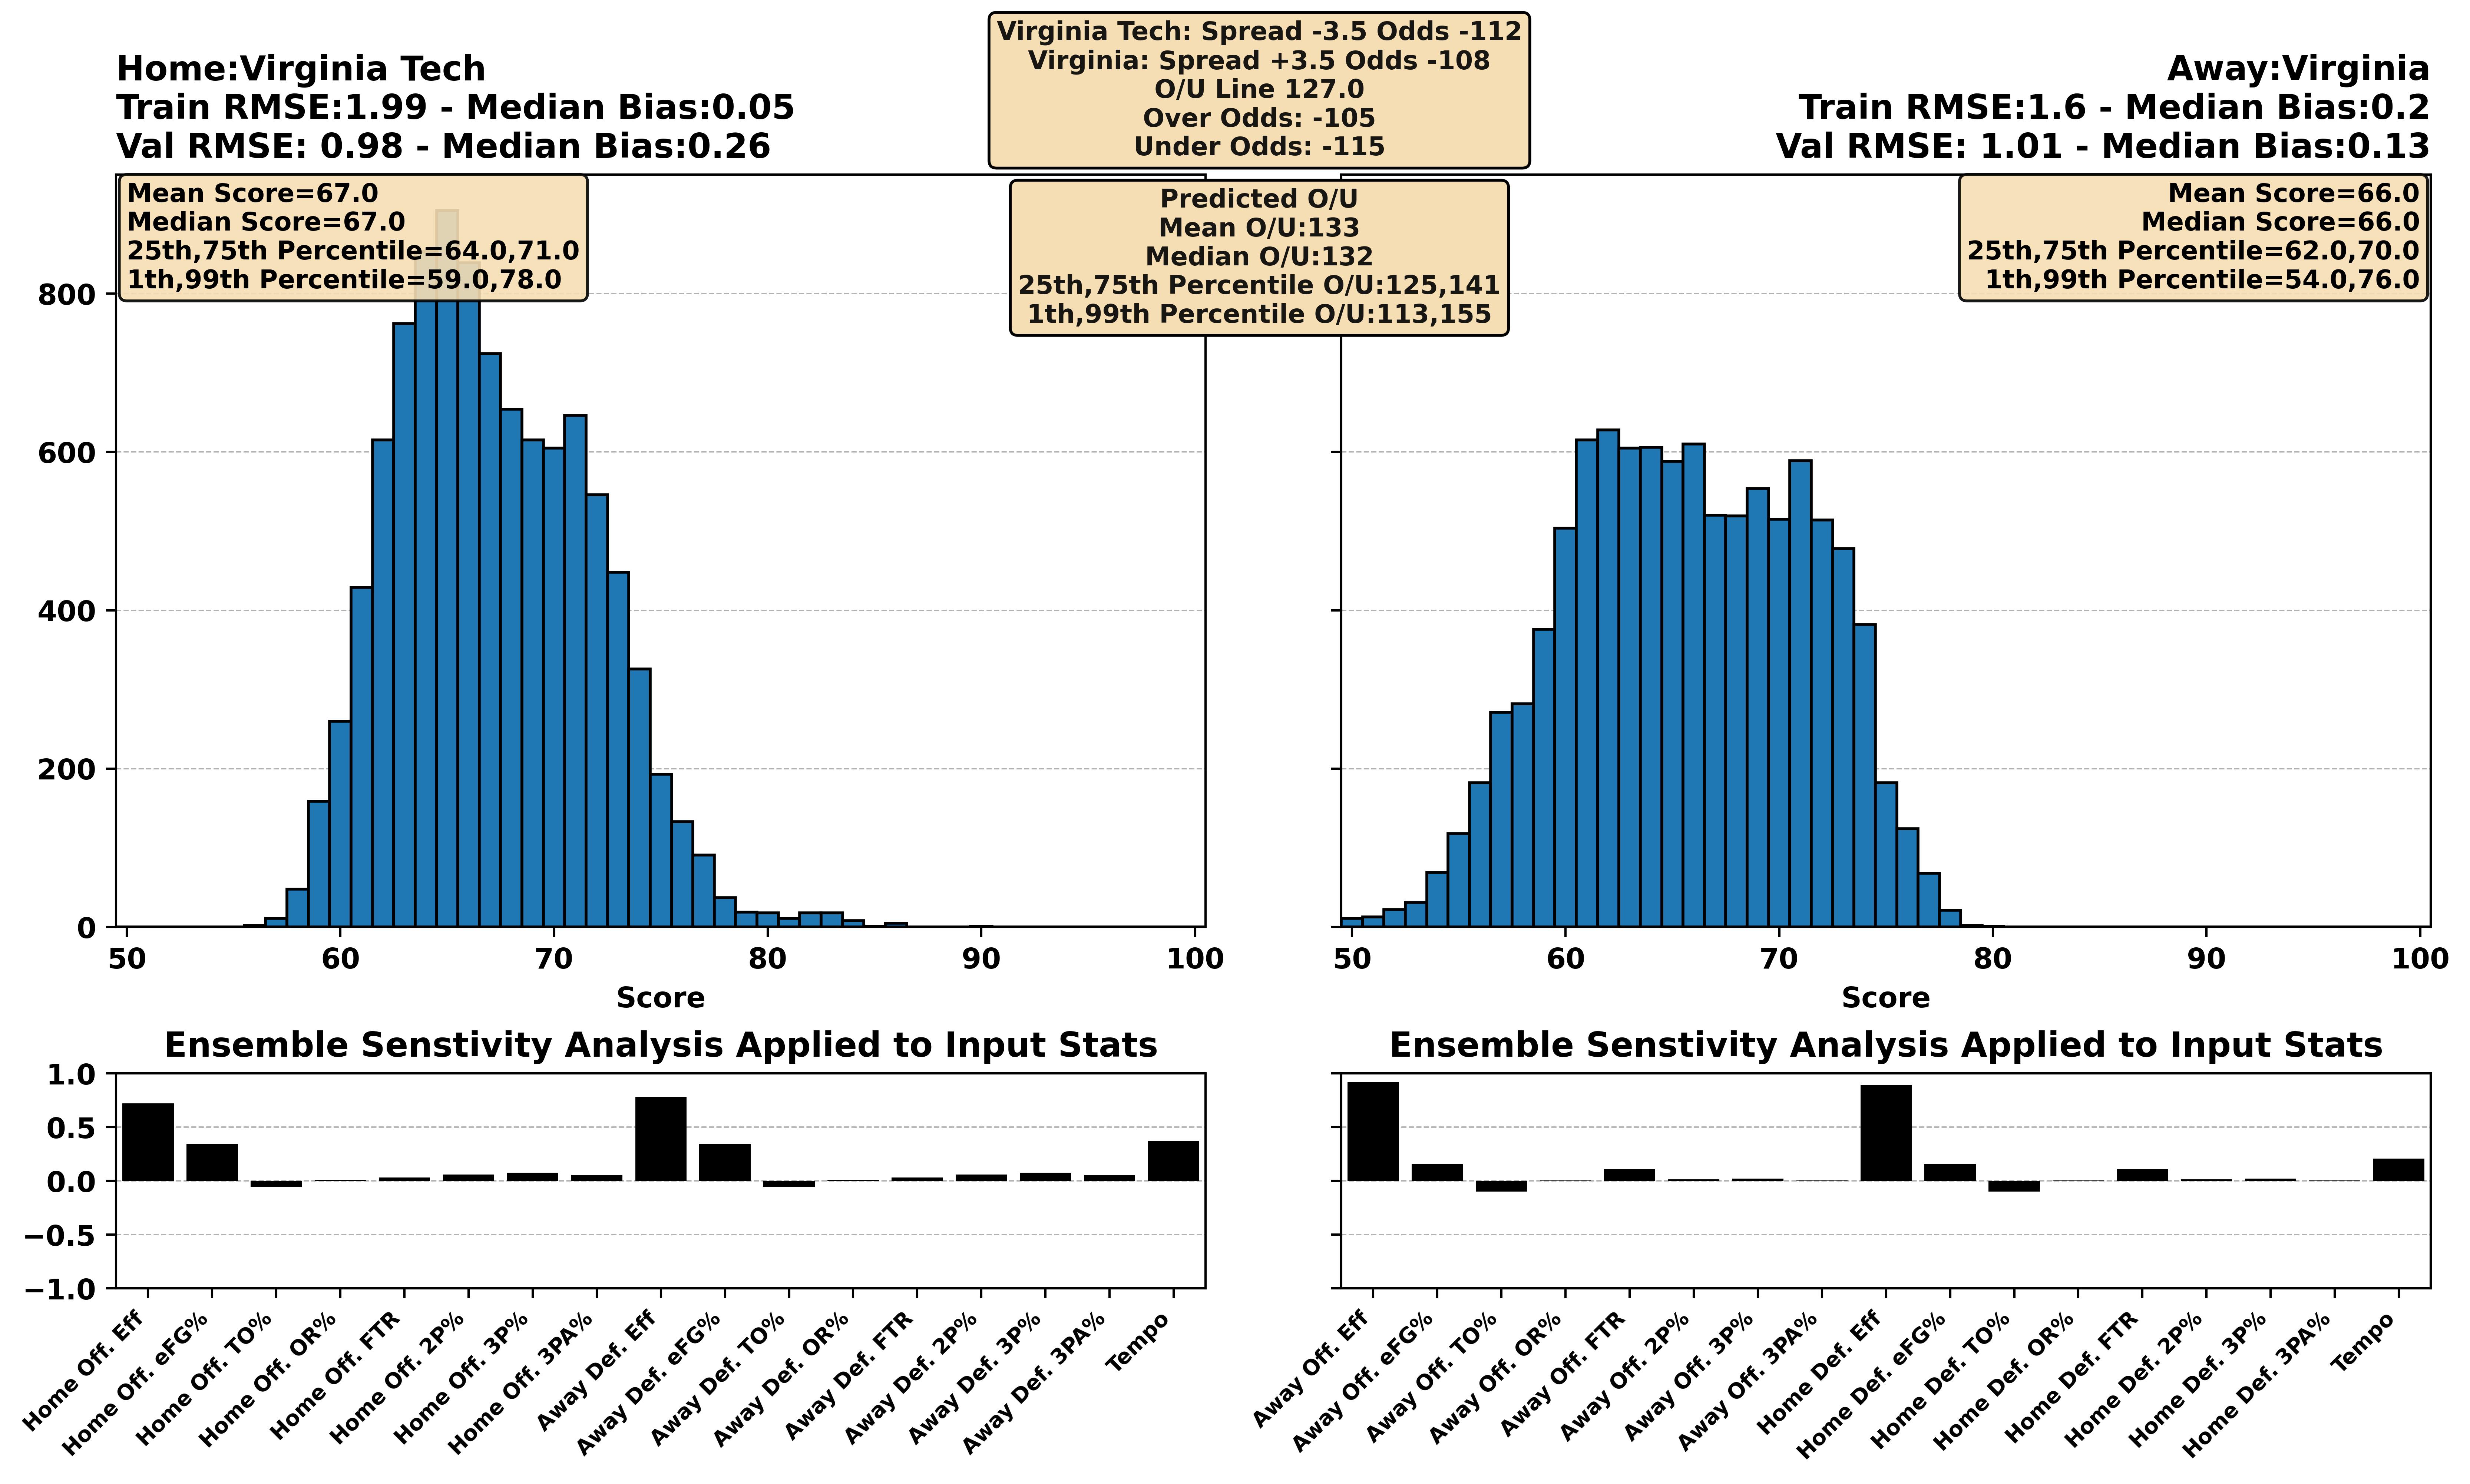 Virginia Tech: Spread -3.5 Odds -112
Virginia: Spread +3.5 Odds -108
O/U Line 127.0
Over Odds: -105
Under Odds: -115
Home:Virginia Tech
Train RMSE:1.99 - Median Bias:0.05
Val RMSE: 0.98 - Median Bias:0.26
Away:Virginia
Train RMSE:1.6 - Median Bias:0.2
Val RMSE: 1.01 - Median Bias:0.13
Mean Score=67.0
Median Score=67.0
25th,75th Percentile=64.0,71.0
1th,99th Percentile=59.0,78.0
Predicted O/U
Mean O/U:133
Median O/U:132
25th,75th Percentile O/U:125,141
1th,99th Percentile O/U:113,155
Mean Score=66.0
Median Score=66.0
25th,75th Percentile=62.0,70.0
1th,99th Percentile=54.0,76.0
800
600
400
200
0
50 60 70 80 90 100
Score
50 60 70 80 90 100
Score
Ensemble Senstivity Analysis Applied to Input Stats
1.0
0.5
0.0
−0.5
−1.0
Home Off. Eff
Home Off. eFG%
Home Off. TO%
Home Off. OR%
Home Off. FTR
Home Off. 2P%
Home Off. 3P%
Home Off. 3PA%
Away Def. Eff
Away Def. eFG%
Away Def. TO%
Away Def. OR%
Away Def. FTR
Away Def. 2P%
Away Def. 3P%
Away Def. 3PA%
Tempo
Ensemble Senstivity Analysis Applied to Input Stats
Away Off. Eff
Away Off. eFG%
Away Off. TO%
Away Off. OR%
Away Off. FTR
Away Off. 2P%
Away Off. 3P%
Away Off. 3PA%
Home Def. Eff
Home Def. eFG%
Home Def. TO%
Home Def. OR%
Home Def. FTR
Home Def. 2P%
Home Def. 3P%
Home Def. 3PA%
Tempo